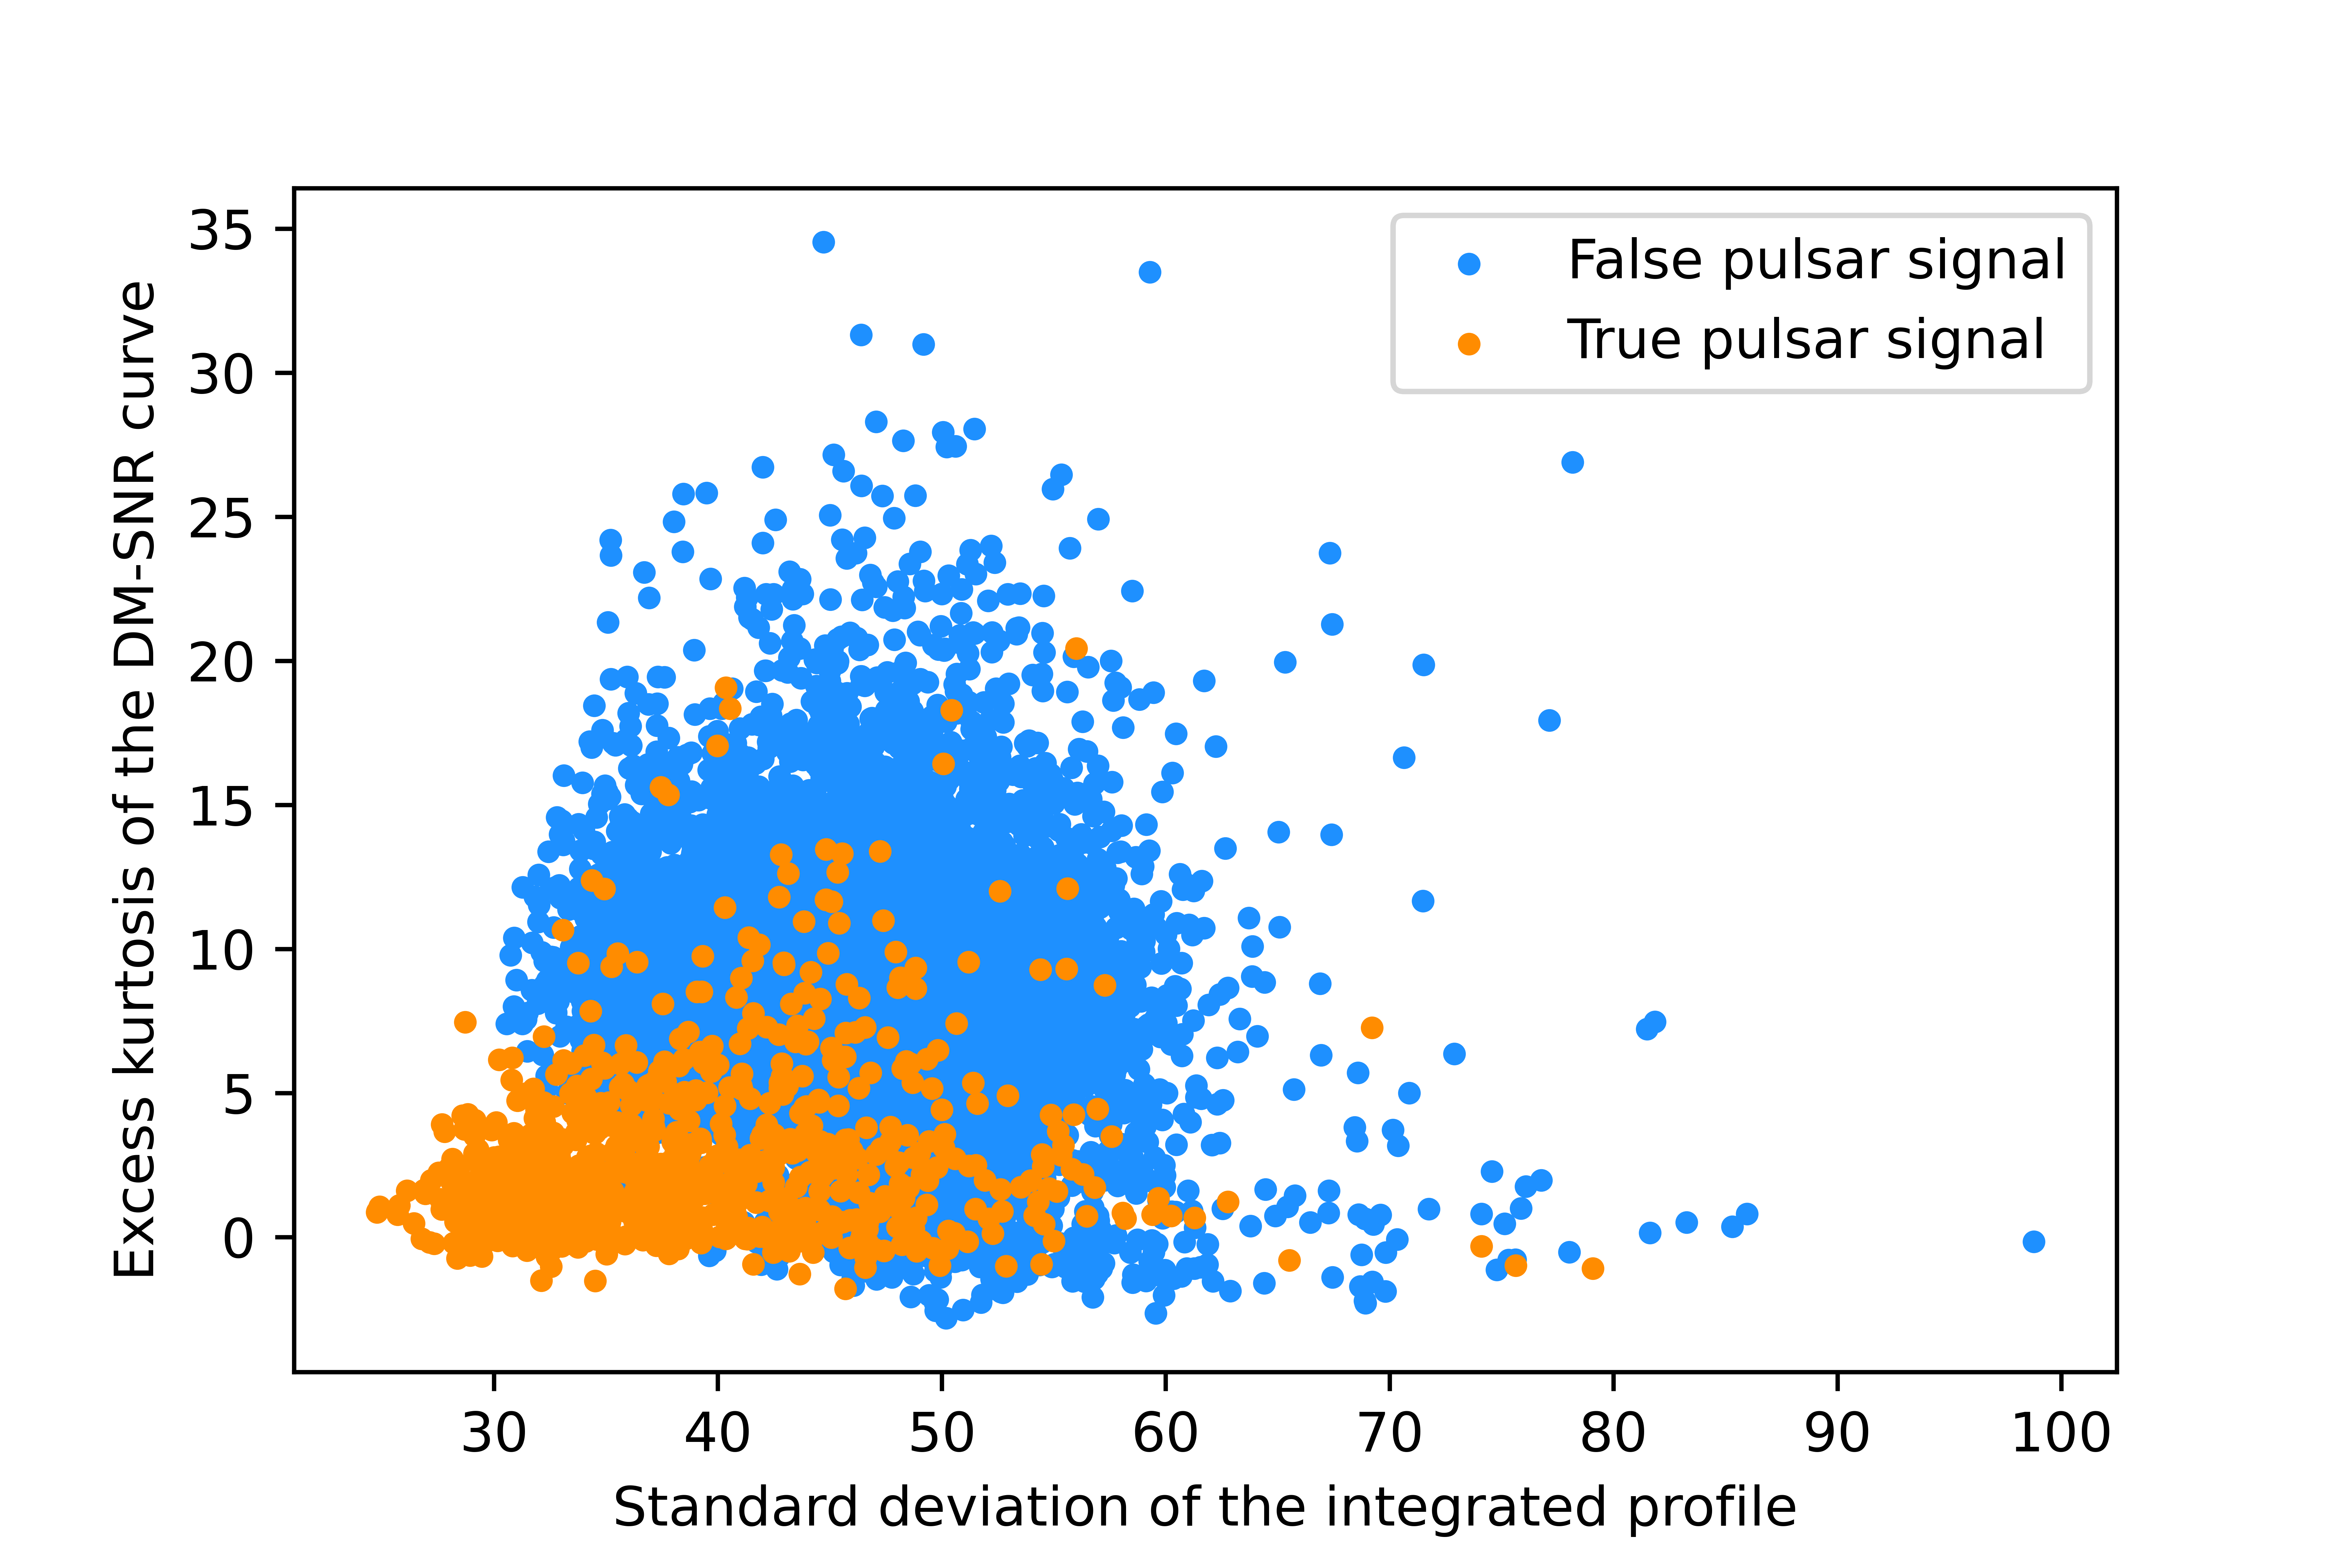 False pulsar signal
True pulsar signal
Excess kurtosis of the DM-SNR curve
35
30
25
20
15
10
5
0
30 40 50 60 70 80 90 100
Standard deviation of the integrated profile